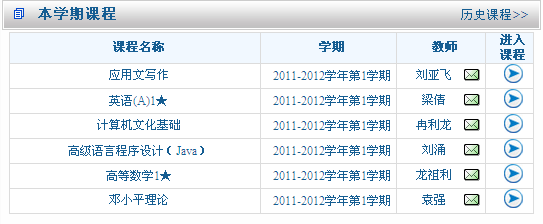 本学期课程 历史课程>>
课程名称 学期 教师 进入课程
应用文写作 2011-2012学年第1学期 刘亚飞
英语(A)1★ 2011-2012学年第1学期 梁倩
计算机文化基础 2011-2012学年第1学期 冉利龙
高级语言程序设计（Java） 2011-2012学年第1学期 刘涌
高等数学1★ 2011-2012学年第1学期 龙祖利
邓小平理论 2011-2012学年第1学期 袁强